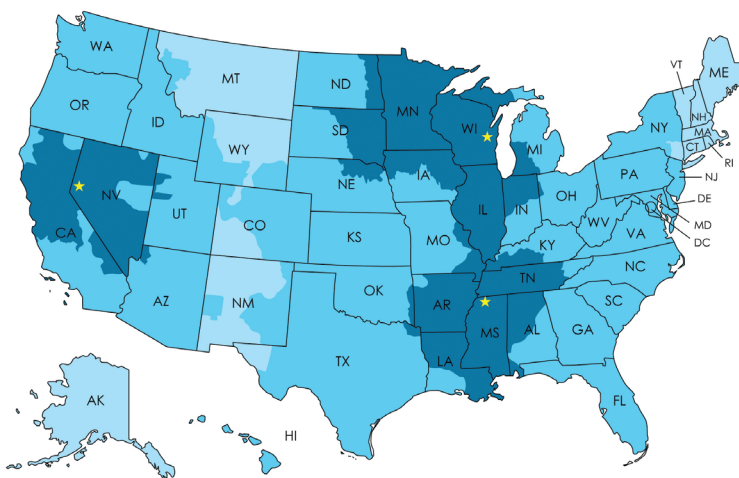 WA
MT
ND
MN
VT
ME
OR
ID
SD
WI
MI
NY
NH
MA
WY
CT
RI
NE
IA
PA
NJ
NV
UT
CO
IL
IN
OH
DE
MD
CA
KS
MO
WV
VA
DC
KY
NC
AZ
NM
OK
AR
TN
SC
MS
AL
GA
TX
LA
AK
HI
FL